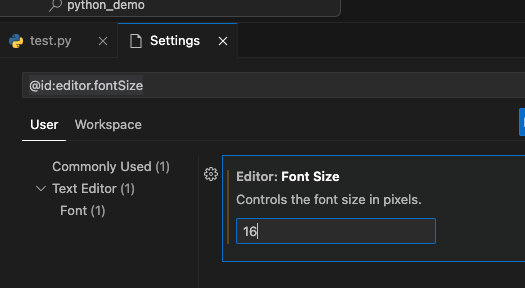 python_demo
test.py
Settings
@id:editor.fontSize
User Workspace
Commonly Used (1)
Text Editor (1)
Font (1)
Editor: Font Size
Controls the font size in pixels.
16